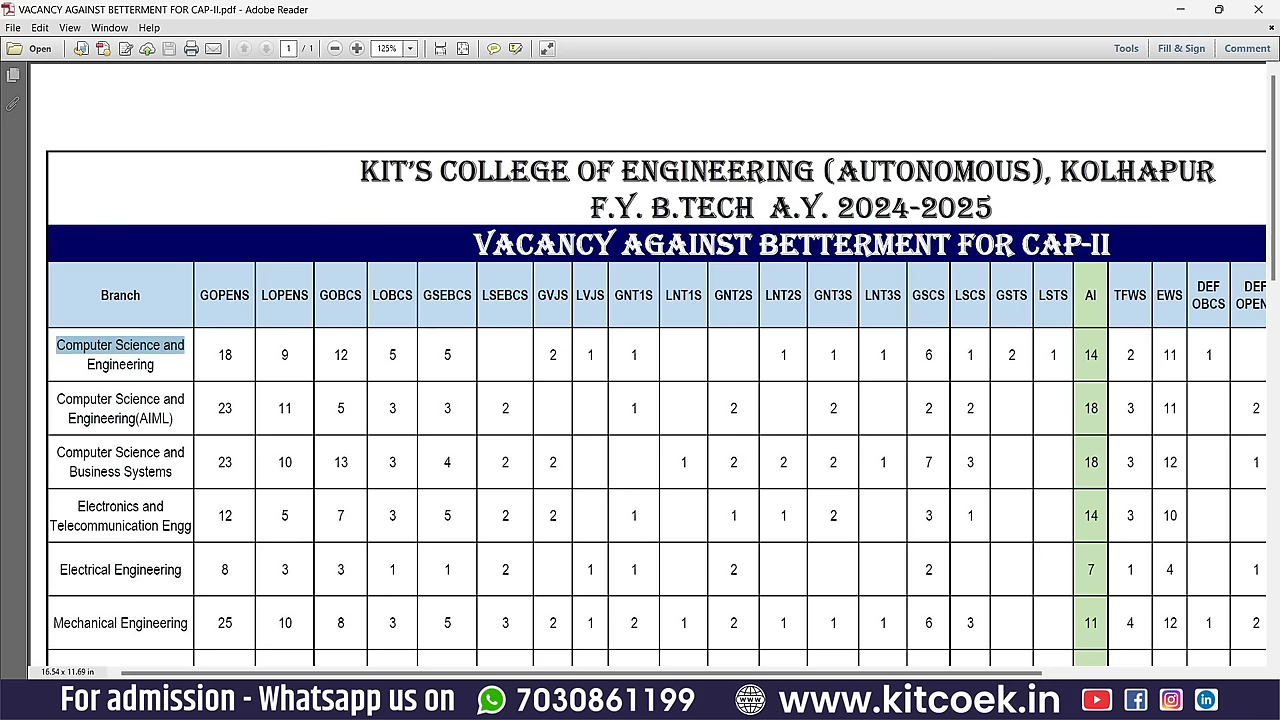 VACANCY AGAINST BETTERMENT FOR CAP-II.pdf - Adobe Reader
File Edit View Window Help
Open 1 / 1 125% Tools Fill & Sign Comment
KIT'S COLLEGE OF ENGINEERING (AUTONOMOUS), KOLHAPUR
F.Y. B.TECH A.Y. 2024-2025
VACANCY AGAINST BETTERMENT FOR CAP-II
Branch GOPENS LOPENS GOBCS LOBCS GSEBCS LSEBCS GVJS LVJS GNT1S LNT1S GNT2S LNT2S GNT3S LNT3S GSCS LSCS GSTS LSTS AI TFWS EWS DEF OBCS DEF OPEN
Computer Science and Engineering 18 9 12 5 5 2 1 1 1 1 1 6 1 2 1 14 2 11 1
Computer Science and Engineering(AIML) 23 11 5 3 3 2 1 2 2 2 2 18 3 11 2
Computer Science and Business Systems 23 10 13 3 4 2 2 1 2 2 2 1 7 3 18 3 12 1
Electronics and Telecommunication Engg 12 5 7 3 5 2 2 1 1 1 2 3 1 14 3 10
Electrical Engineering 8 3 3 1 1 2 1 1 2 2 7 1 4 1
Mechanical Engineering 25 10 8 3 5 3 2 1 2 1 2 1 1 1 6 3 11 4 12 1 2
16.54 x 11.69 in
For admission - Whatsapp us on 7030861199 www.kitcoek.in